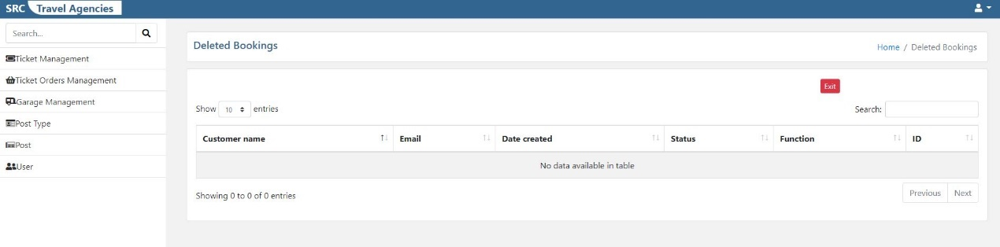 SRC Travel Agencies
Search...
Ticket Management
Ticket Orders Management
Garage Management
Post Type
Post
User
Deleted Bookings
Home / Deleted Bookings
Exit
Show 10 entries
Search:
Customer name Email Date created Status Function ID
No data available in table
Showing 0 to 0 of 0 entries
Previous Next